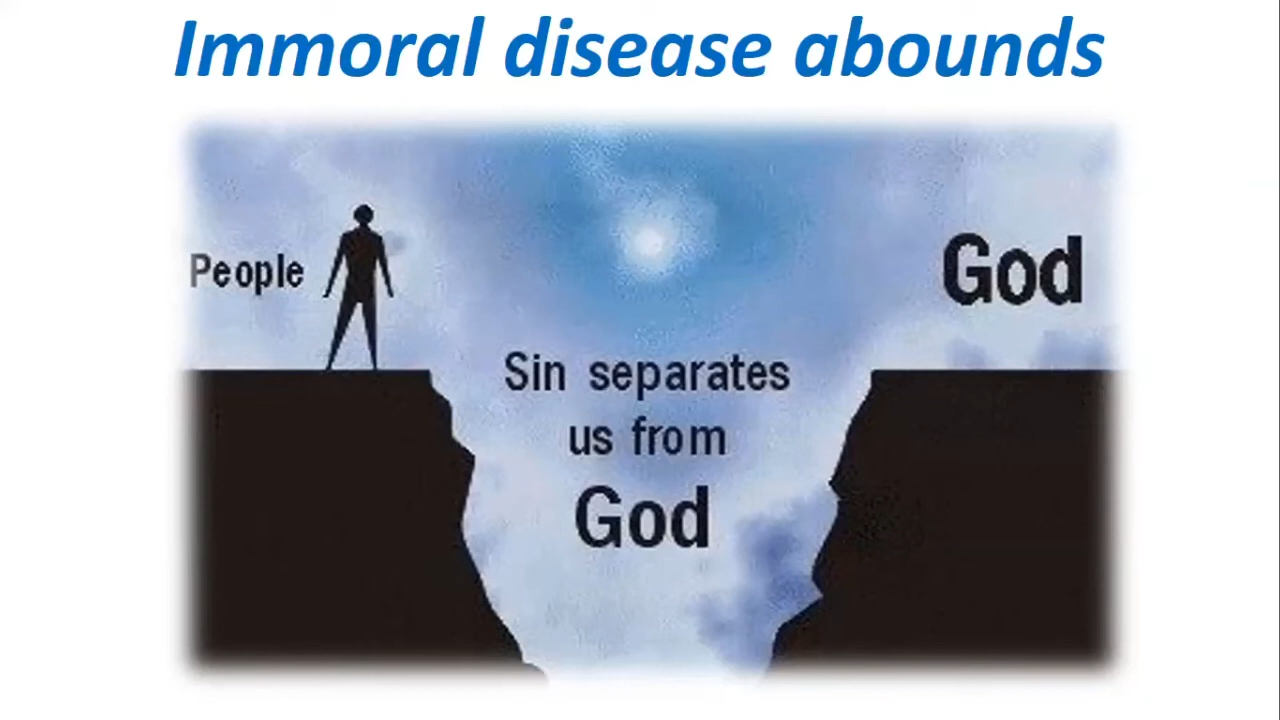 Immoral disease abounds
People
God
Sin separates
us from
God